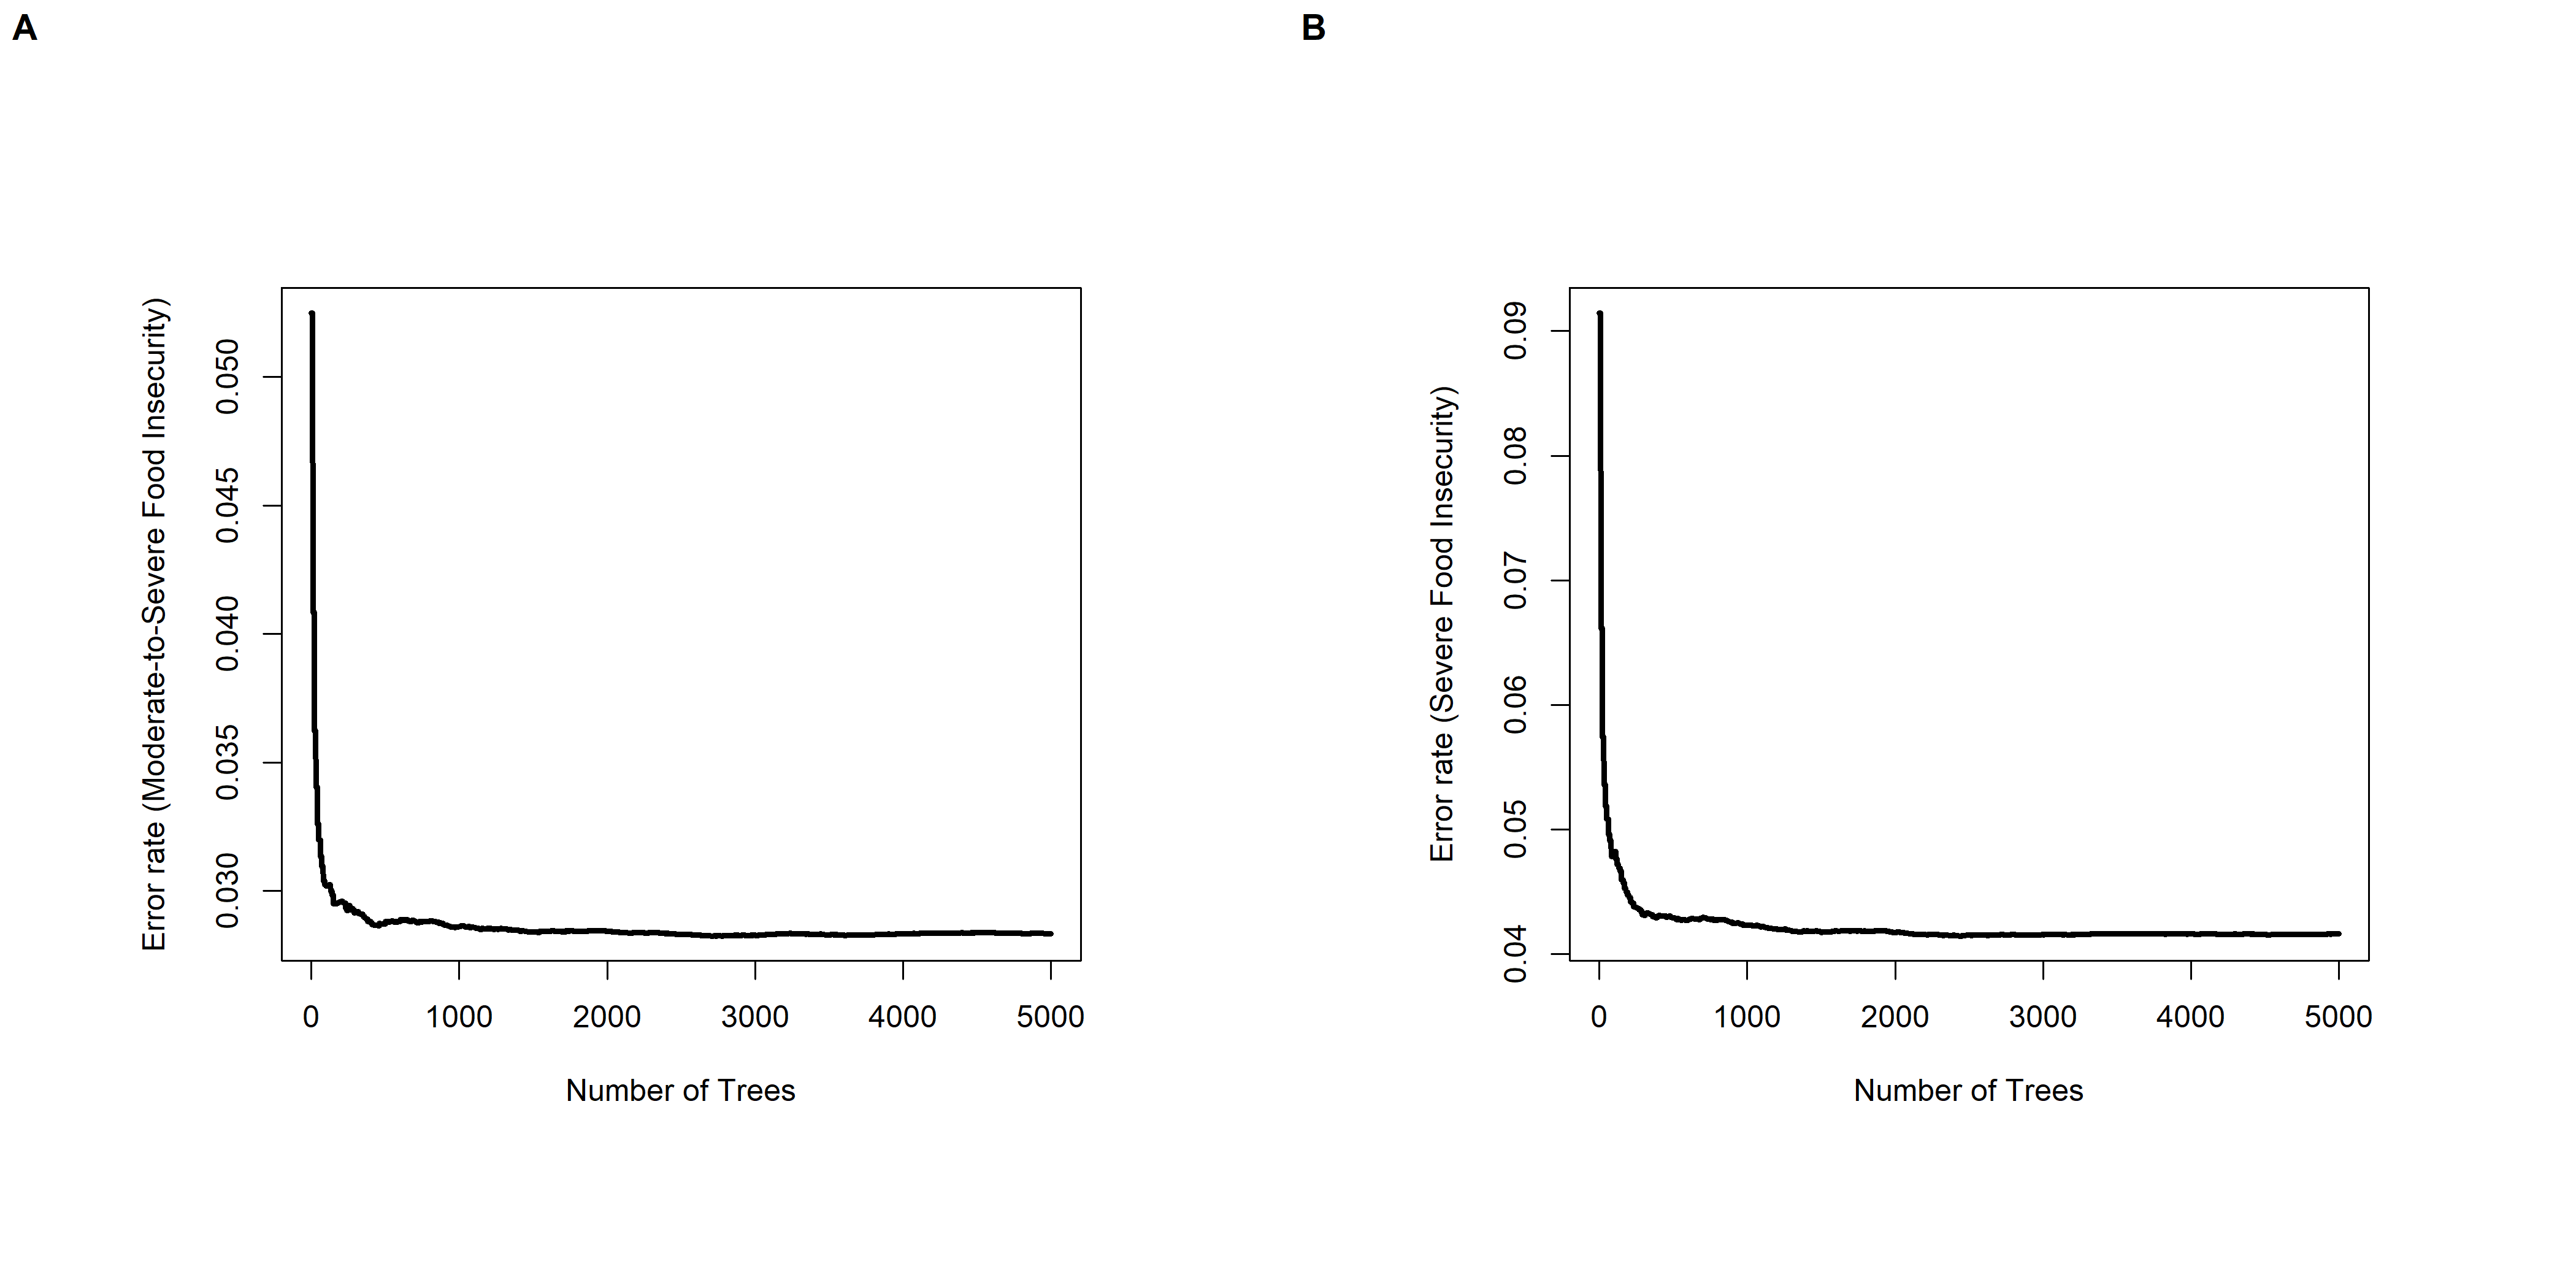 A
Error rate (Moderate-to-Severe Food Insecurity)
0.050
0.045
0.040
0.035
0.030
0 1000 2000 3000 4000 5000
Number of Trees
B
Error rate (Severe Food Insecurity)
0.09
0.08
0.07
0.06
0.05
0.04
0 1000 2000 3000 4000 5000
Number of Trees